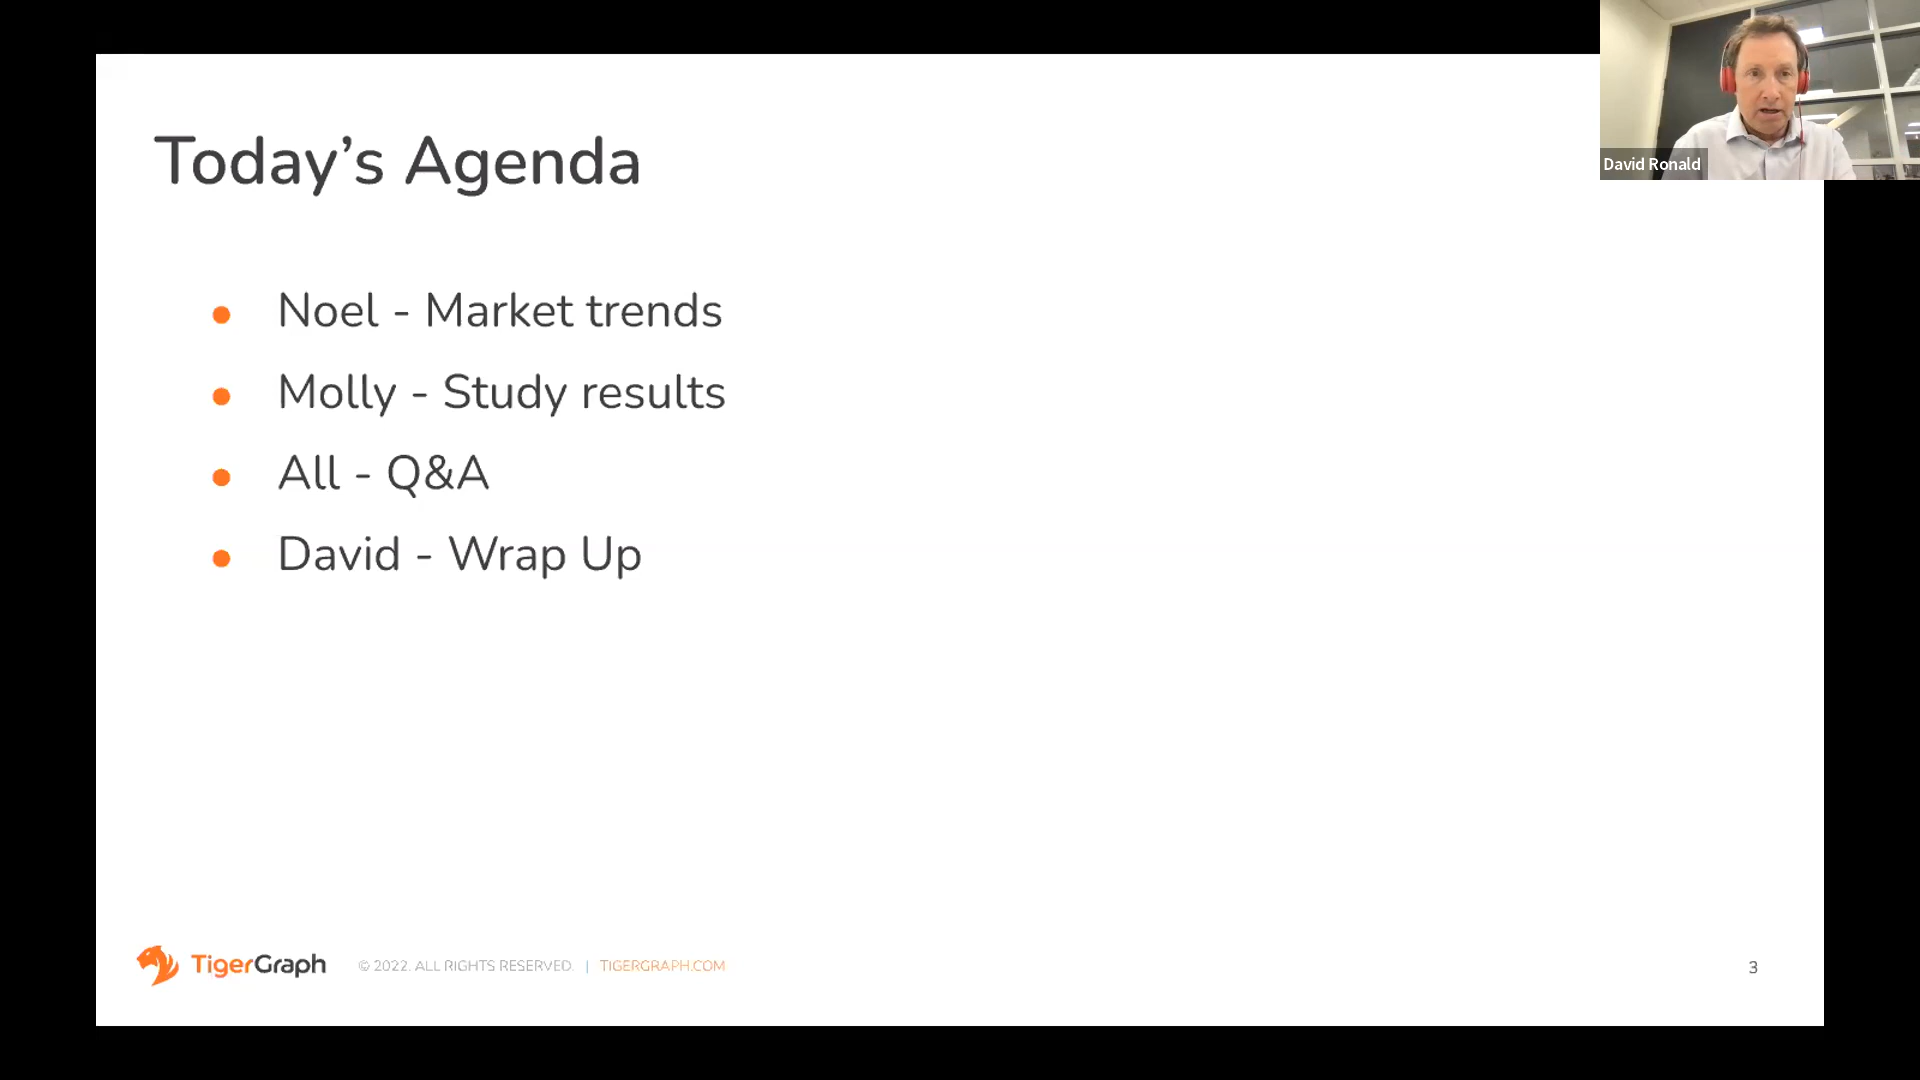 David Ronald
Today’s Agenda
● Noel - Market trends
● Molly - Study results
● All - Q&A
● David - Wrap Up
TigerGraph © 2022. ALL RIGHTS RESERVED. | TIGERGRAPH.COM 3